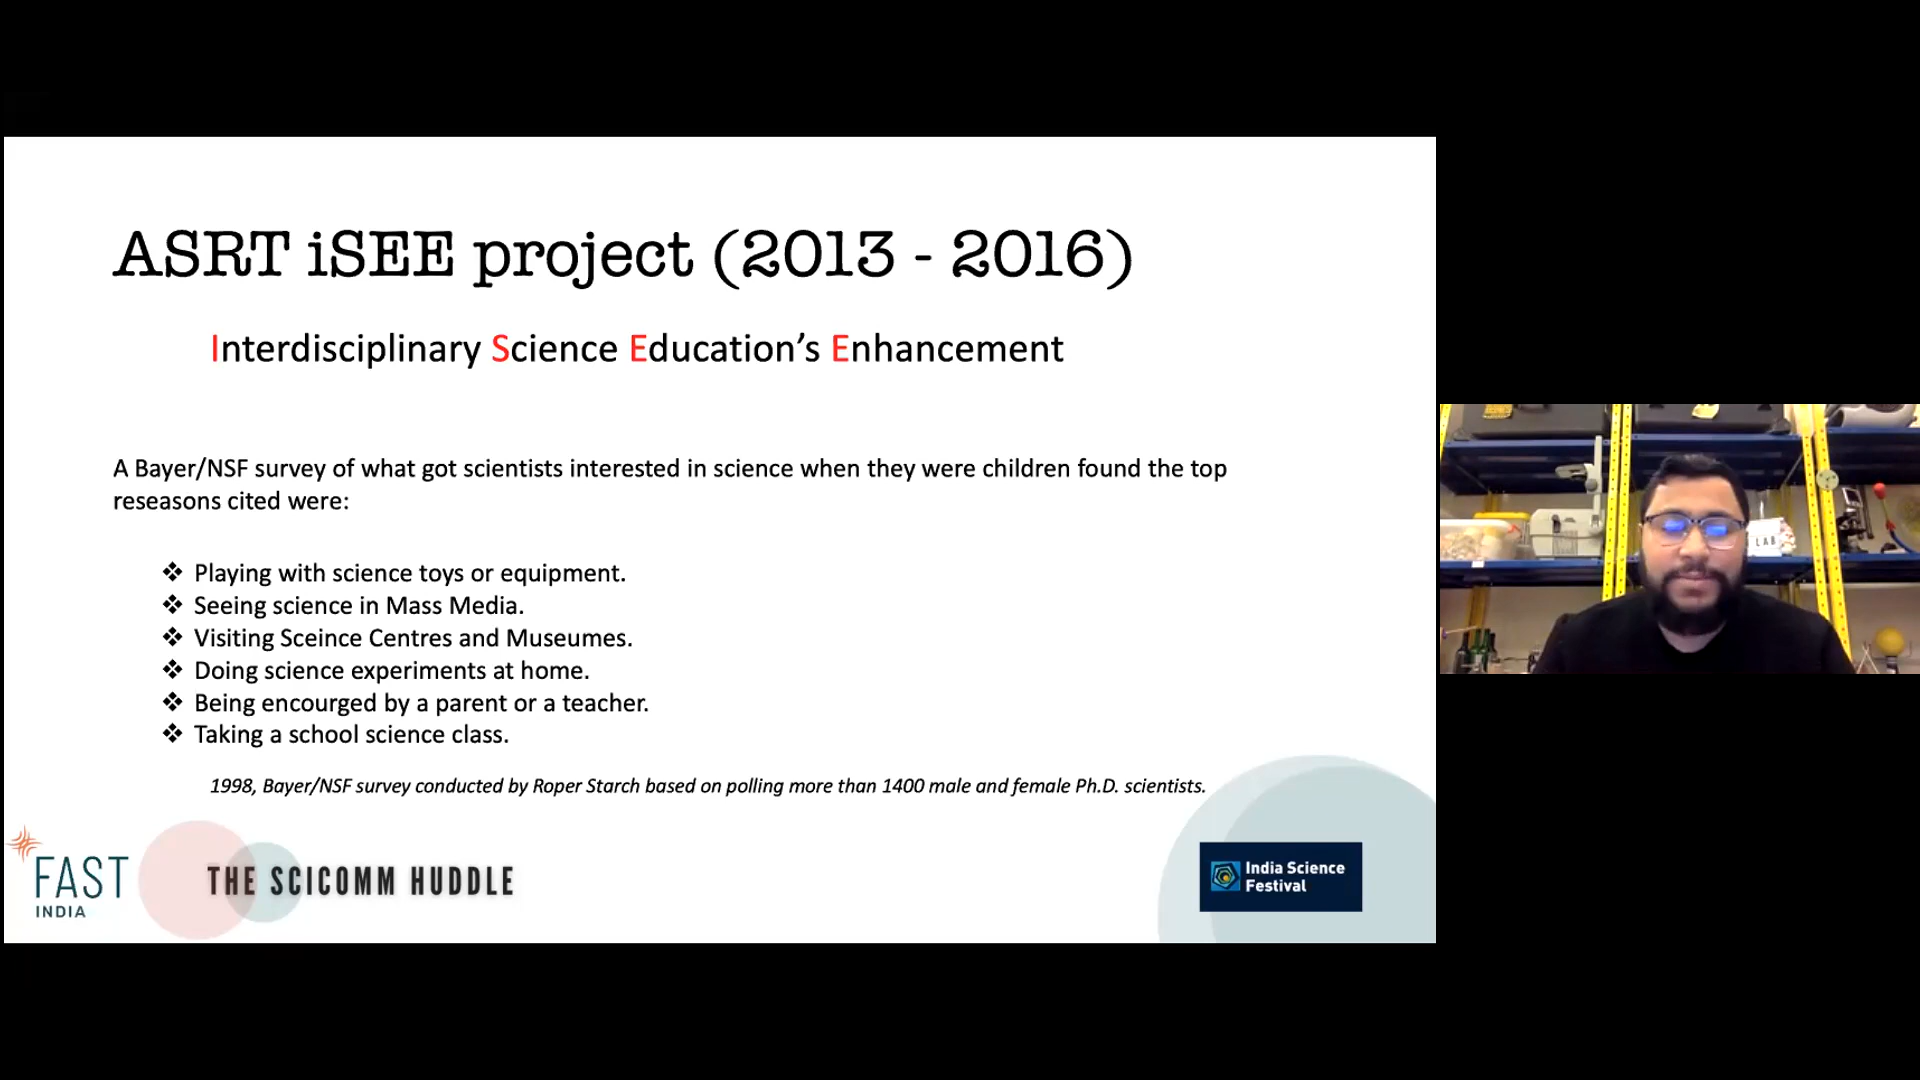 ASRT iSEE project (2013 - 2016)
Interdisciplinary Science Education’s Enhancement
A Bayer/NSF survey of what got scientists interested in science when they were children found the top
reseasons cited were:
❖ Playing with science toys or equipment.
❖ Seeing science in Mass Media.
❖ Visiting Sceince Centres and Museumes.
❖ Doing science experiments at home.
❖ Being encourged by a parent or a teacher.
❖ Taking a school science class.
1998, Bayer/NSF survey conducted by Roper Starch based on polling more than 1400 male and female Ph.D. scientists.
FAST
INDIA
THE SCICOMM HUDDLE
India Science
Festival
LAB